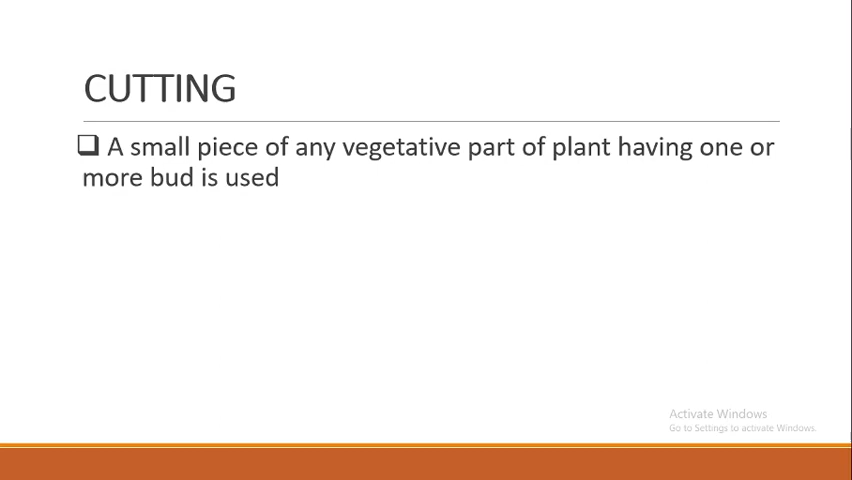 CUTTING
❑ A small piece of any vegetative part of plant having one or
more bud is used
Activate Windows
Go to Settings to activate Windows.